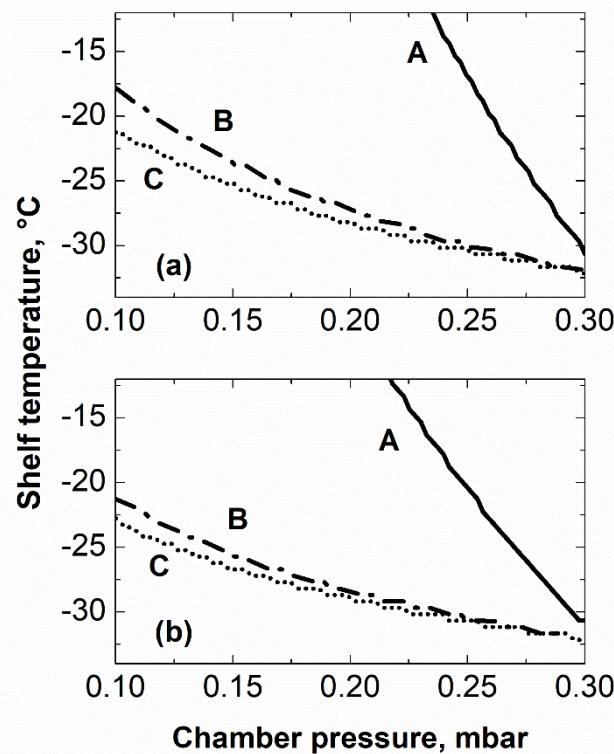 Shelf temperature, °C
-15
-20
-25
-30
A
B
C
(a)
0.10 0.15 0.20 0.25 0.30
-15
-20
-25
-30
A
B
C
(b)
0.10 0.15 0.20 0.25 0.30
Chamber pressure, mbar